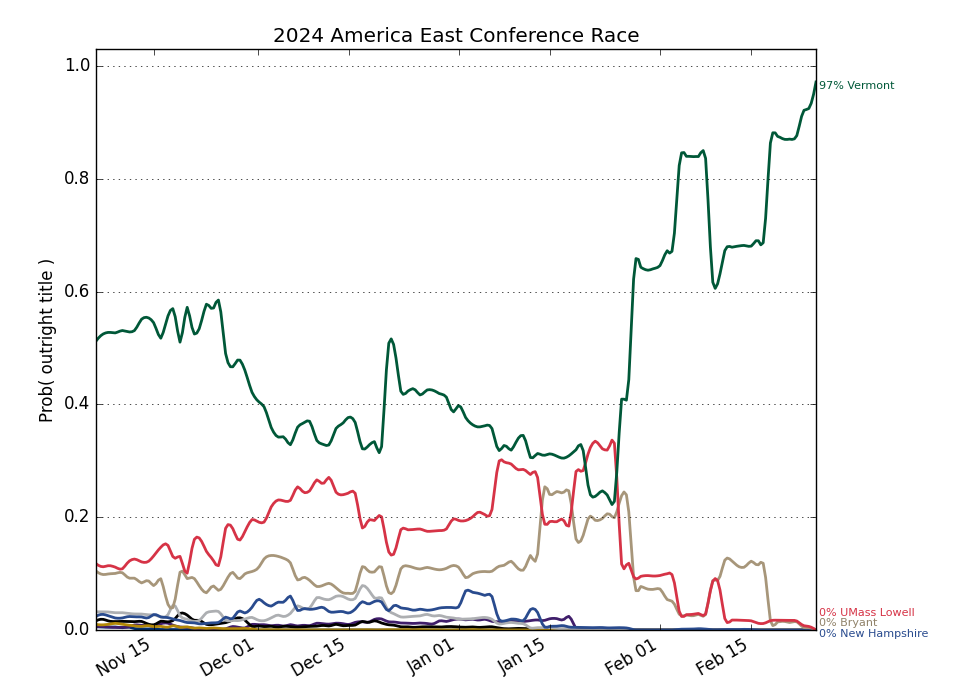 2024 America East Conference Race
Prob( outright title )
1.0
0.8
0.6
0.4
0.2
0.0
97% Vermont
0% UMass Lowell
0% Bryant
0% New Hampshire
Nov 15
Dec 01
Dec 15
Jan 01
Jan 15
Feb 01
Feb 15